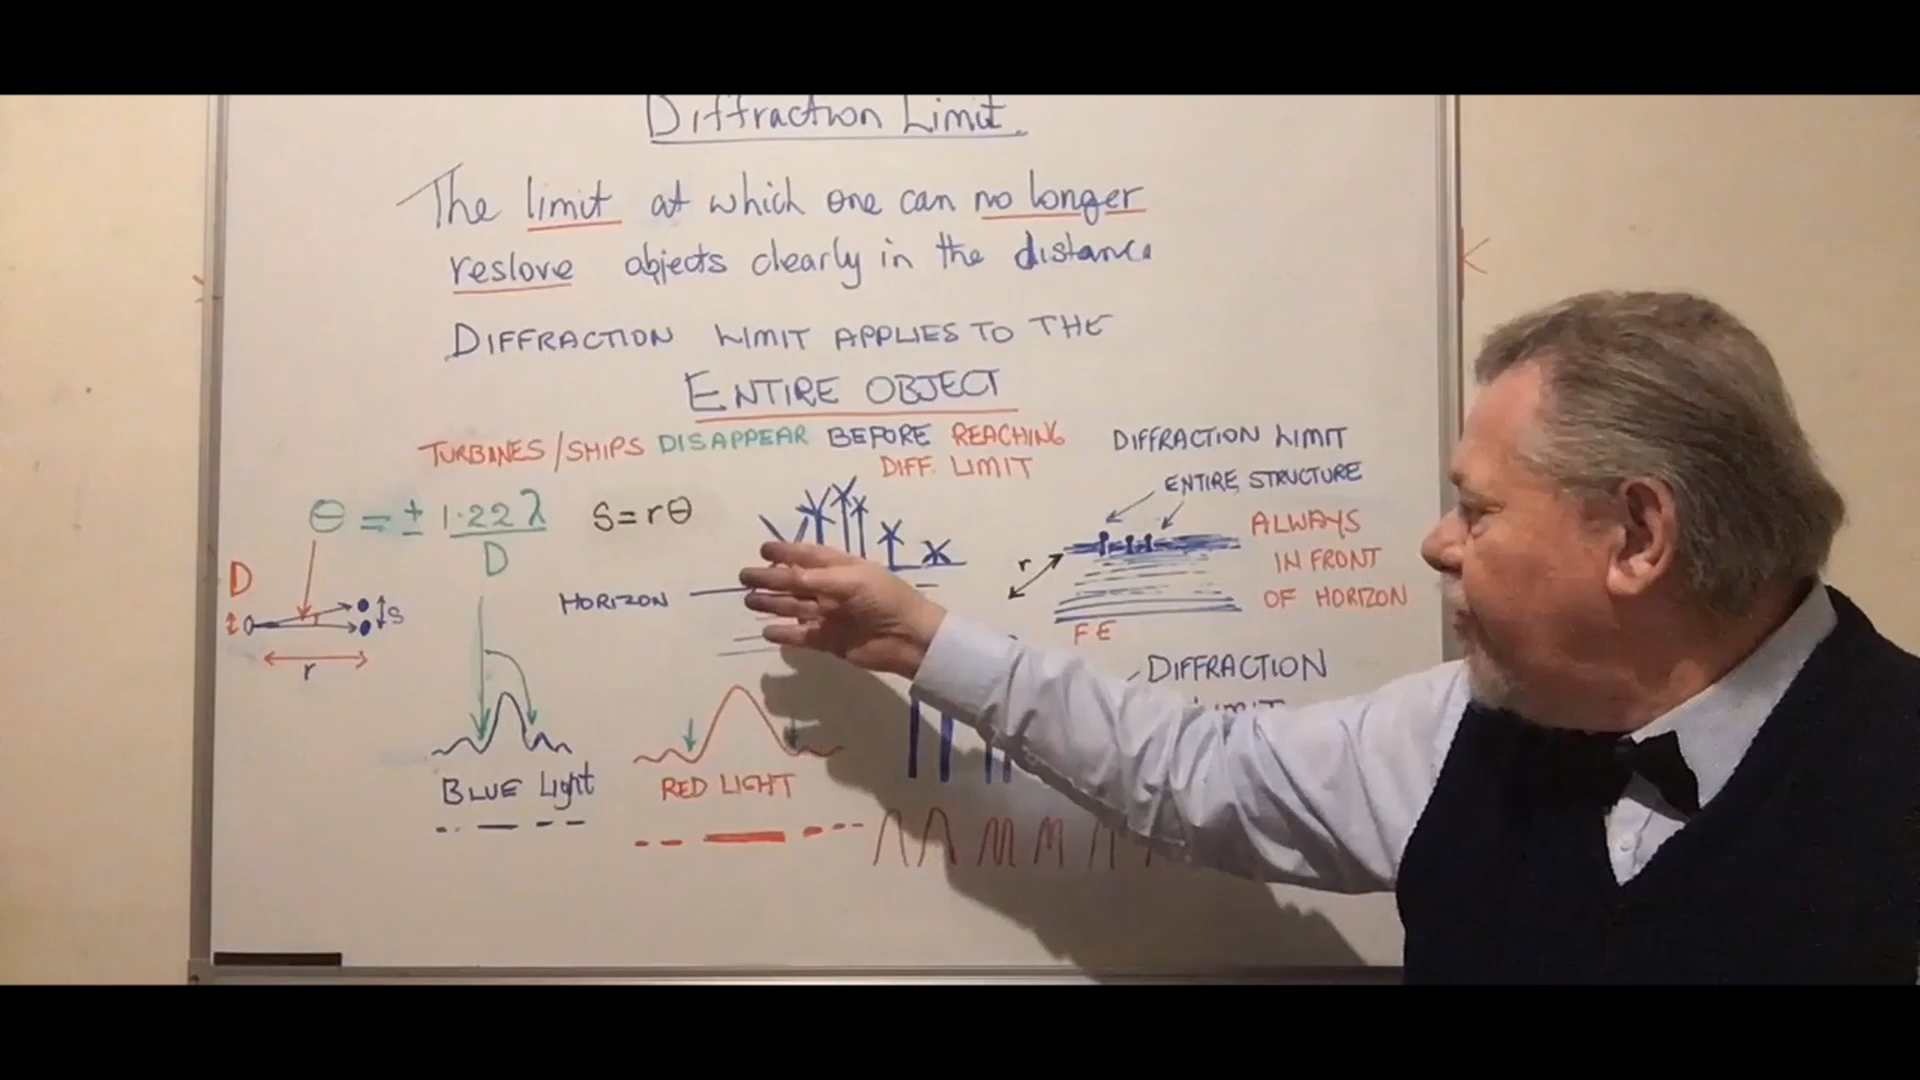 Diffraction Limit.
The limit at which one can no longer
reslove objects clearly in the distance
DIFFRACTION LIMIT APPLIES TO THE
ENTIRE OBJECT
TURBINES/SHIPS DISAPPEAR BEFORE REACHING
DIFF. LIMIT
DIFFRACTION LIMIT
ENTIRE STRUCTURE
ALWAYS
IN FRONT
OF HORIZON
θ = ± 1.22λ
D
S=rθ
D
S
r
HORIZON
r
FE
DIFFRACTION
BLUE Light
RED LIGHT